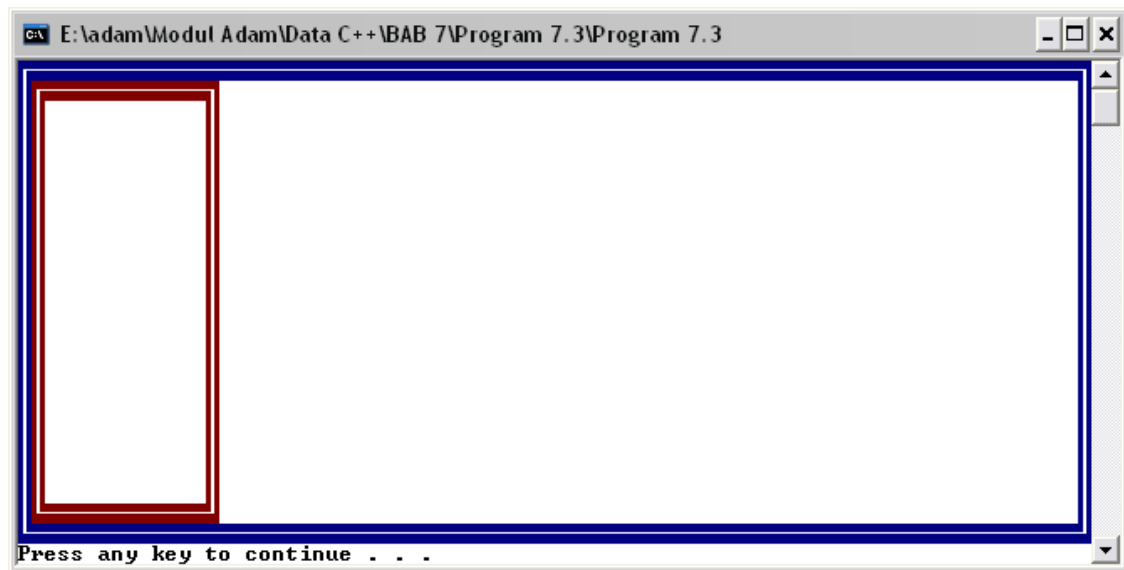 E:\adam\Modul Adam\Data C++\BAB 7\Program 7.3\Program 7.3
Press any key to continue . . .